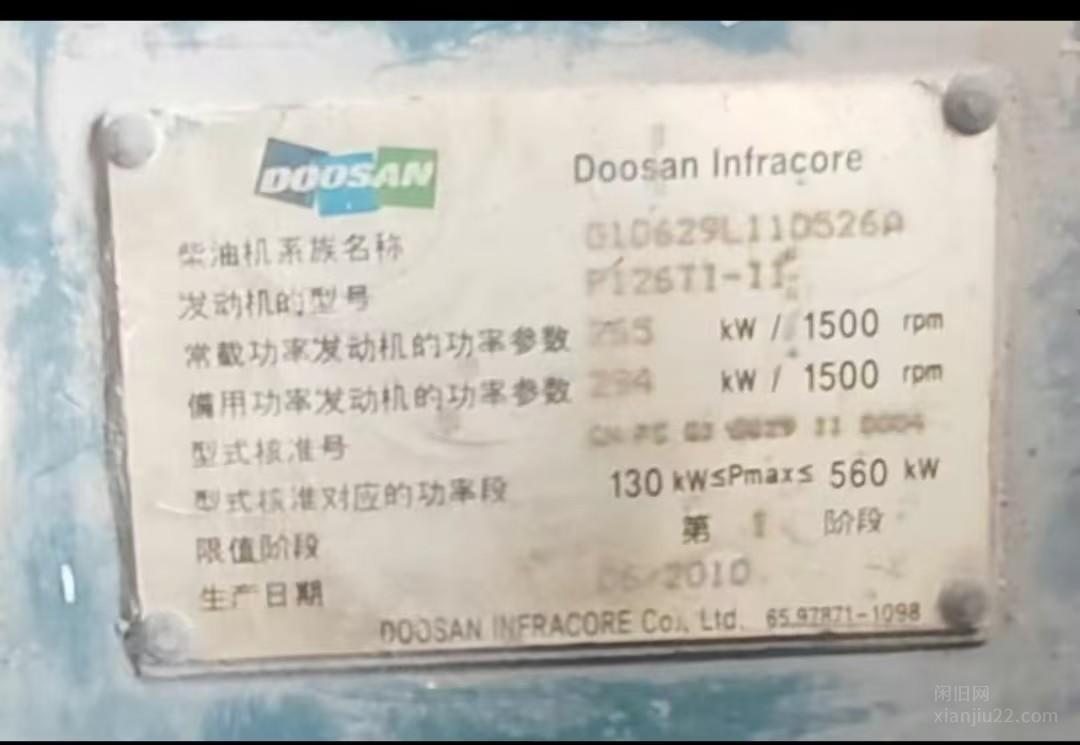 DOOSAN
Doosan Infracore
柴油机系族名称 G1D629L11D526A
发动机的型号 P126TI-II
常载功率发动机的功率参数 255 kW / 1500 rpm
備用功率发动机的功率参数 294 kW / 1500 rpm
型式核准号
型式核准对应的功率段 130 kW≤Pmax≤ 560 kW
限值阶段 第 阶段
生产日期 06/2010
DOOSAN INFRACORE Co., Ltd. 65.97871-1098
闲旧网
xianjiu22.com